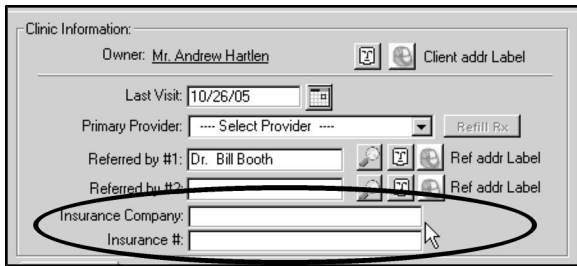 Clinic Information:
Owner: Mr. Andrew Hartlen Client addr Label
Last Visit: 10/26/05
Primary Provider: ---- Select Provider ---- Refill Rx
Referred by #1: Dr. Bill Booth Ref addr Label
Referred by #2: Ref addr Label
Insurance Company:
Insurance #: